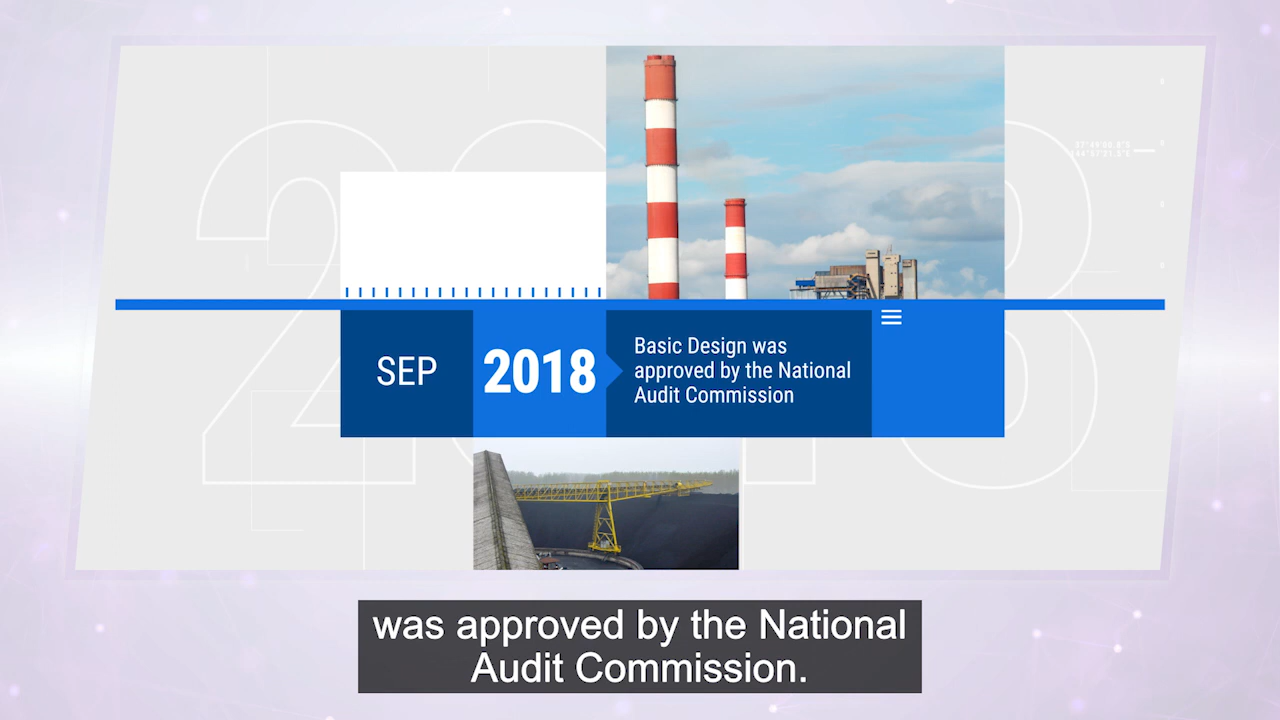 SEP
2018
Basic Design was
approved by the National
Audit Commission
was approved by the National
Audit Commission.